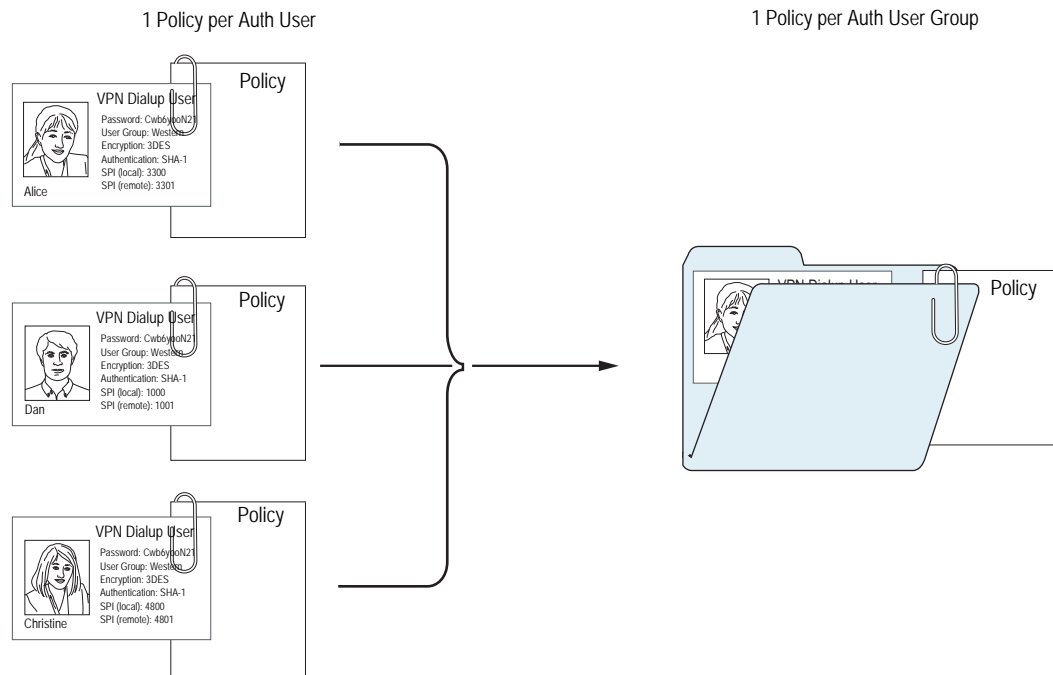 1 Policy per Auth User
1 Policy per Auth User Group
Policy
VPN Dialup User
Password: Cwb6yooN21
User Group: Western
Encryption: 3DES
Authentication: SHA-1
SPI (local): 3300
SPI (remote): 3301
Alice
Policy
VPN Dialup User
Password: Cwb6yooN21
User Group: Western
Encryption: 3DES
Authentication: SHA-1
SPI (local): 1000
SPI (remote): 1001
Dan
Policy
VPN Dialup User
Password: Cwb6yooN21
User Group: Western
Encryption: 3DES
Authentication: SHA-1
SPI (local): 4800
SPI (remote): 4801
Christine
VPN Dialup User
Policy